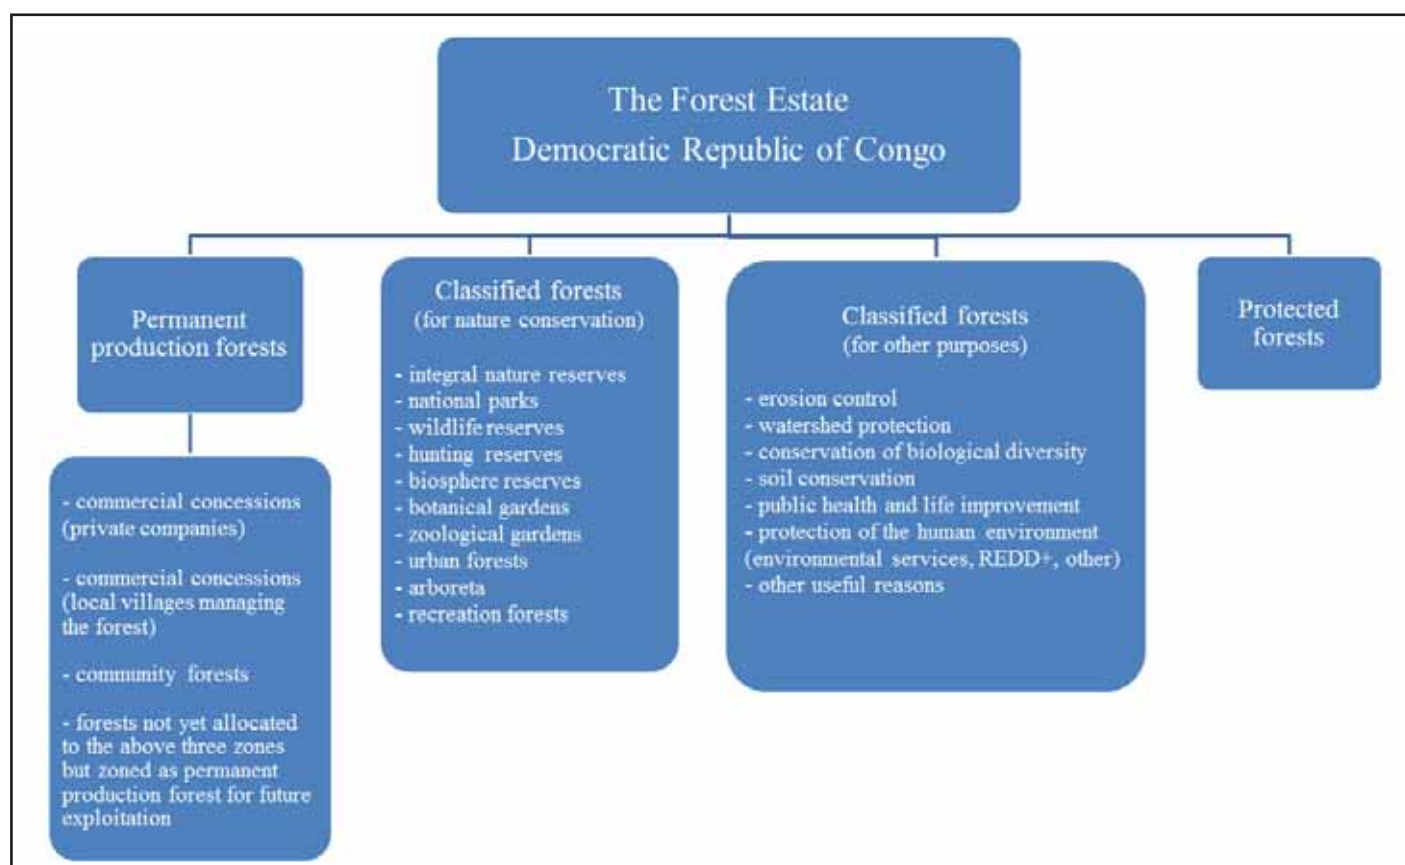 The Forest Estate
Democratic Republic of Congo
Permanent
production forests
- commercial concessions
(private companies)
- commercial concessions
(local villages managing
the forest)
- community forests
- forests not yet allocated
to the above three zones
but zoned as permanent
production forest for future
exploitation
Classified forests
(for nature conservation)
- integral nature reserves
- national parks
- wildlife reserves
- hunting reserves
- biosphere reserves
- botanical gardens
- zoological gardens
- urban forests
- arboreta
- recreation forests
Classified forests
(for other purposes)
- erosion control
- watershed protection
- conservation of biological diversity
- soil conservation
- public health and life improvement
- protection of the human environment
(environmental services, REDD+, other)
- other useful reasons
Protected
forests